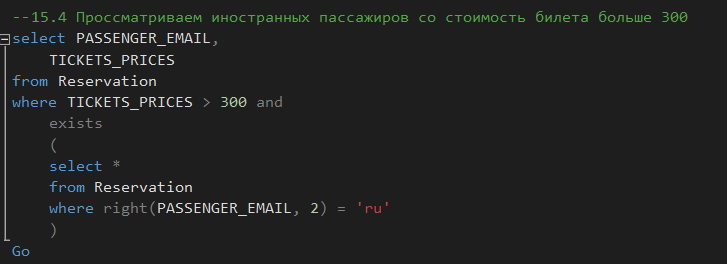 --15.4 Проссматриваем иностранных пассажиров со стоимость билета больше 300
select PASSENGER_EMAIL,
TICKETS_PRICES
from Reservation
where TICKETS_PRICES > 300 and
exists
(
select *
from Reservation
where right(PASSENGER_EMAIL, 2) = 'ru'
)
Go